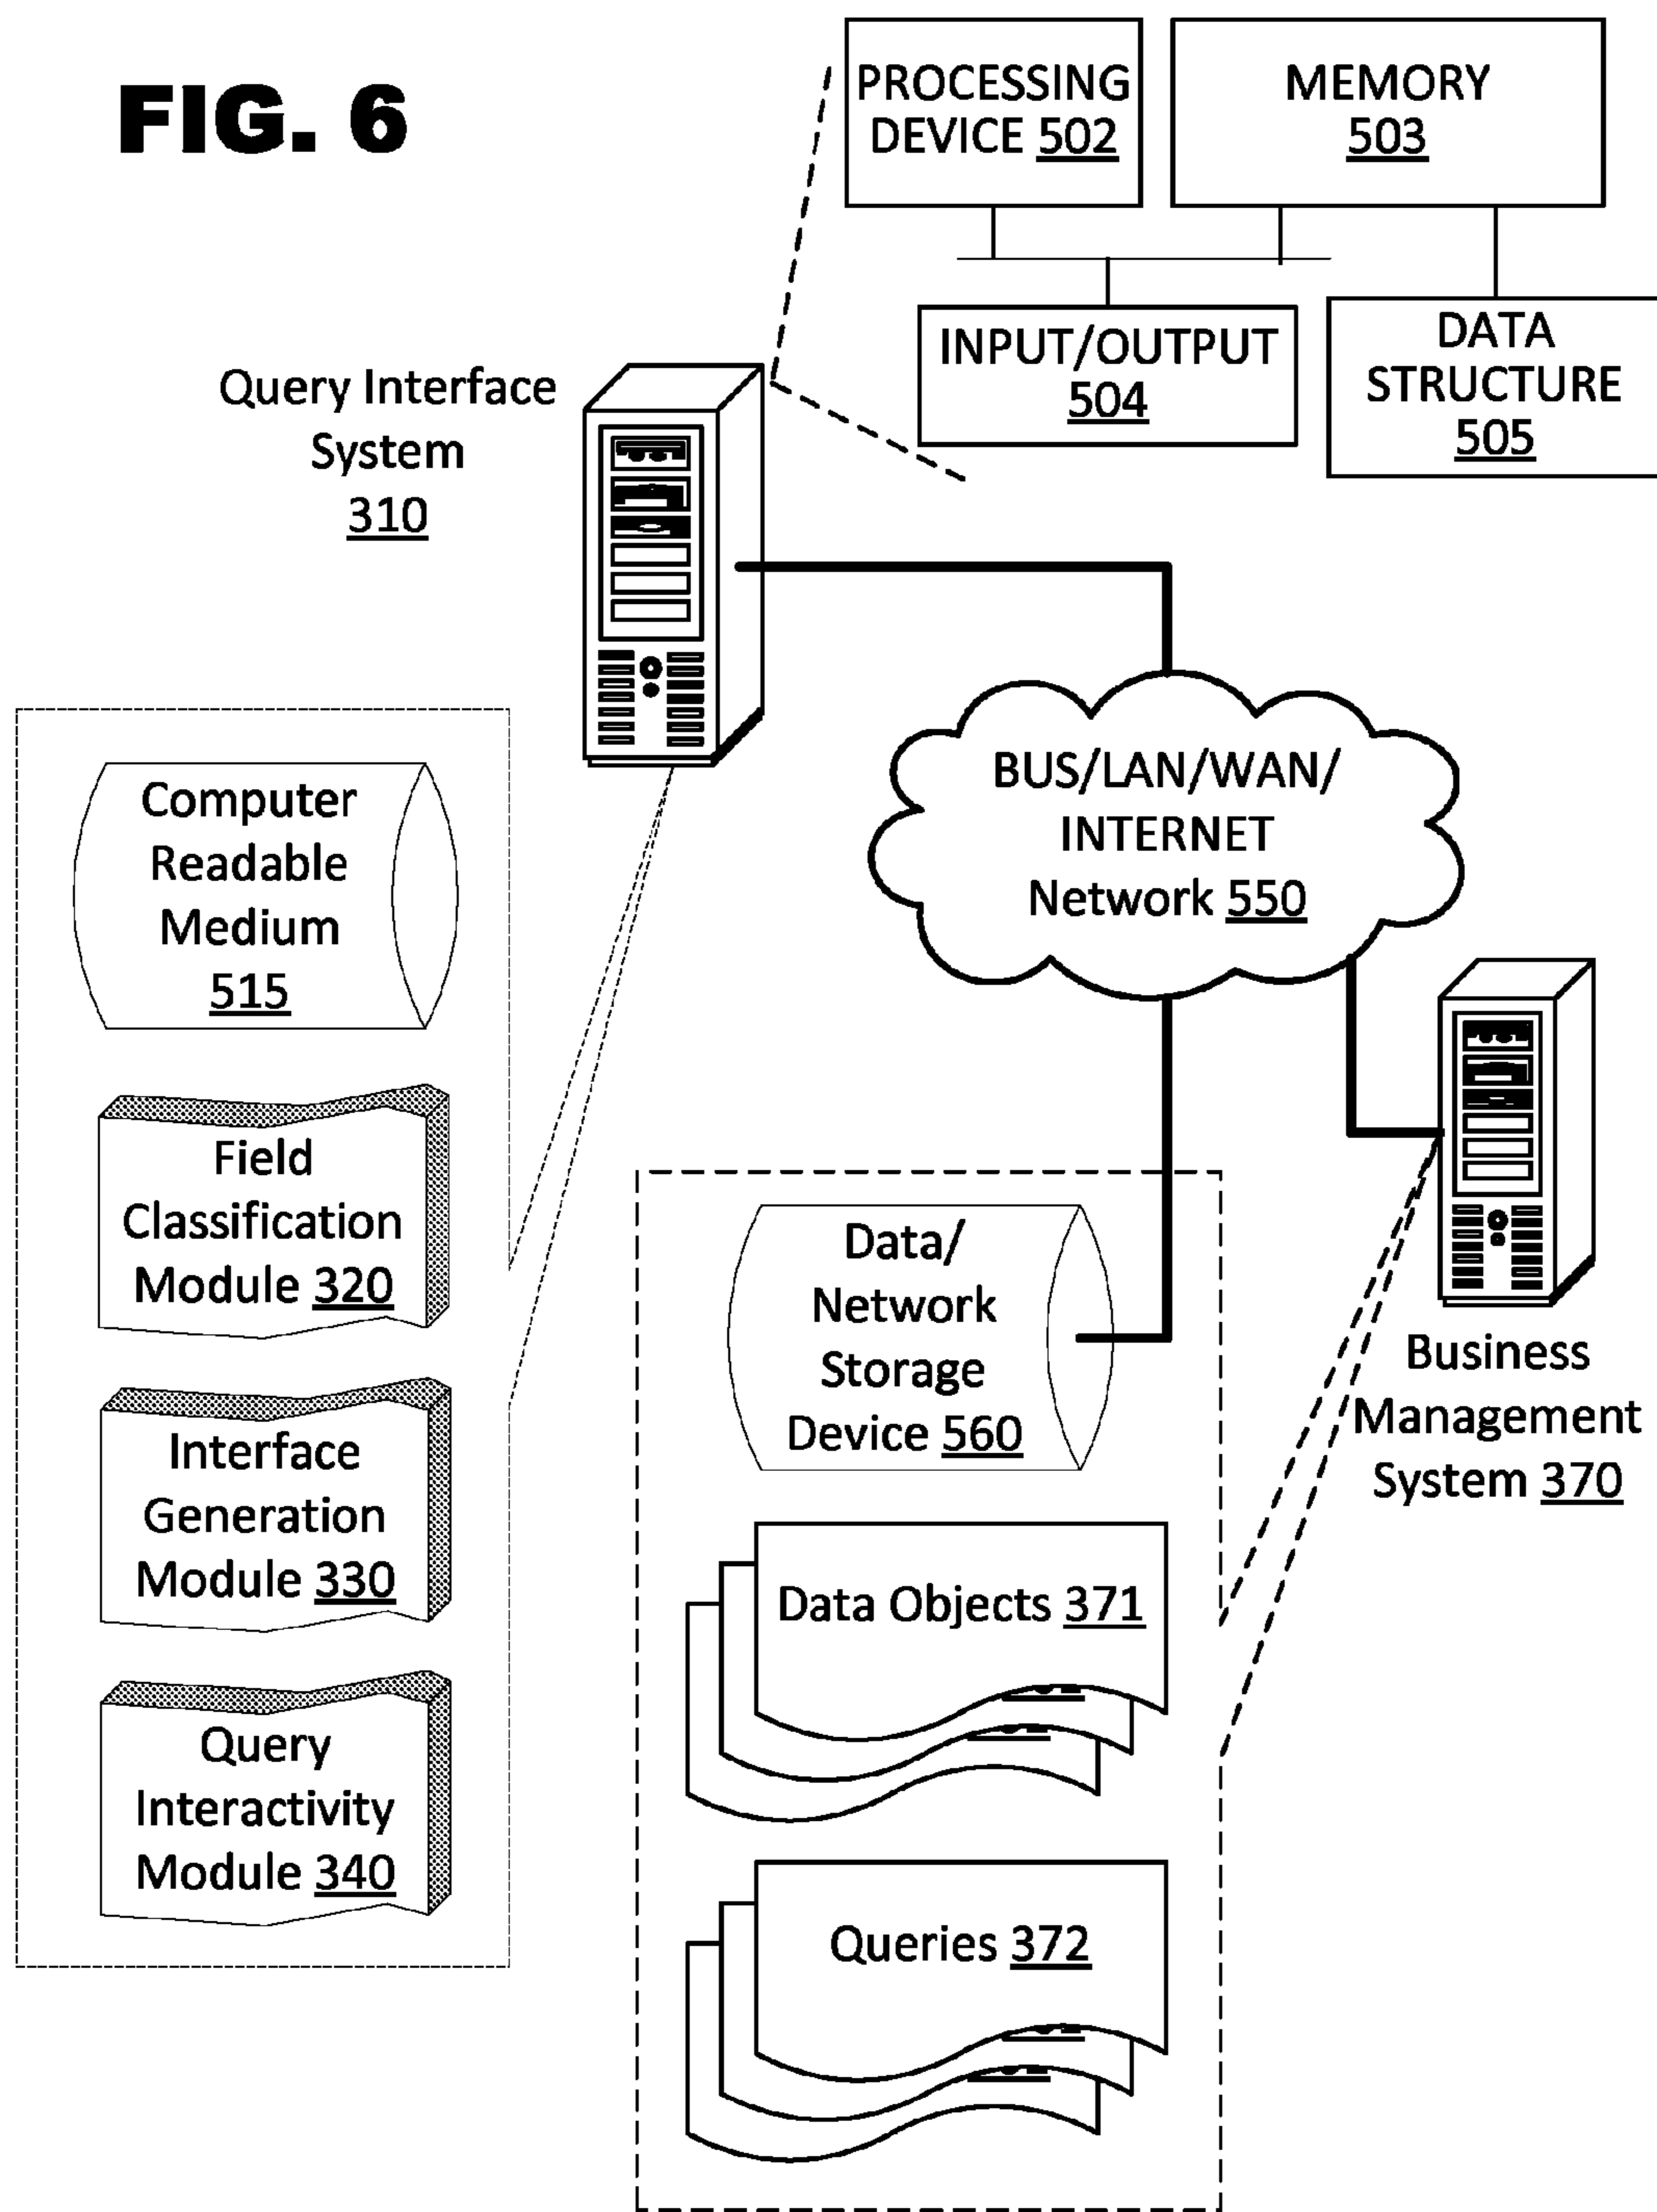 FIG. 6
PROCESSING
DEVICE 502
MEMORY
503
INPUT/OUTPUT
504
DATA
STRUCTURE
505
Query Interface
System
310
BUS/LAN/WAN/
INTERNET
Network 550
Computer
Readable
Medium
515
Field
Classification
Module 320
Interface
Generation
Module 330
Query
Interactivity
Module 340
Data/
Network
Storage
Device 560
Data Objects 371
Queries 372
Business
Management
System 370